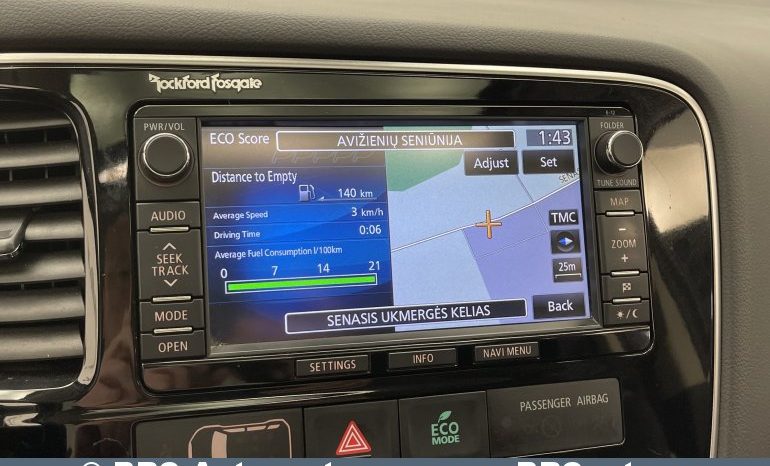 Rockford Fosgate
PWR/VOL
AUDIO
SEEK
TRACK
MODE
OPEN
ECO Score
AVIŽIENIŲ SENIŪNIJA
1:43
Adjust
Set
Distance to Empty
140 km
Average Speed
3 km/h
Driving Time
0:06
Average Fuel Consumption l/100km
0 7 14 21
TMC
25m
Back
SENASIS UKMERGĖS KELIAS
FOLDER
TUNE SOUND
MAP
−
ZOOM
+
SETTINGS
INFO
NAVI MENU
ECO
MODE
PASSENGER AIRBAG